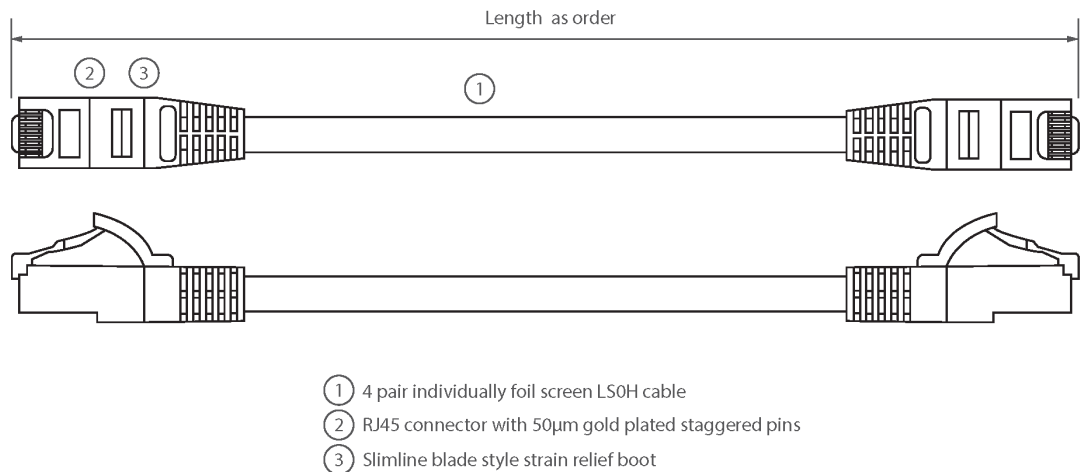 Length as order
2 3 1
1 4 pair individually foil screen LS0H cable
2 RJ45 connector with 50µm gold plated staggered pins
3 Slimline blade style strain relief boot